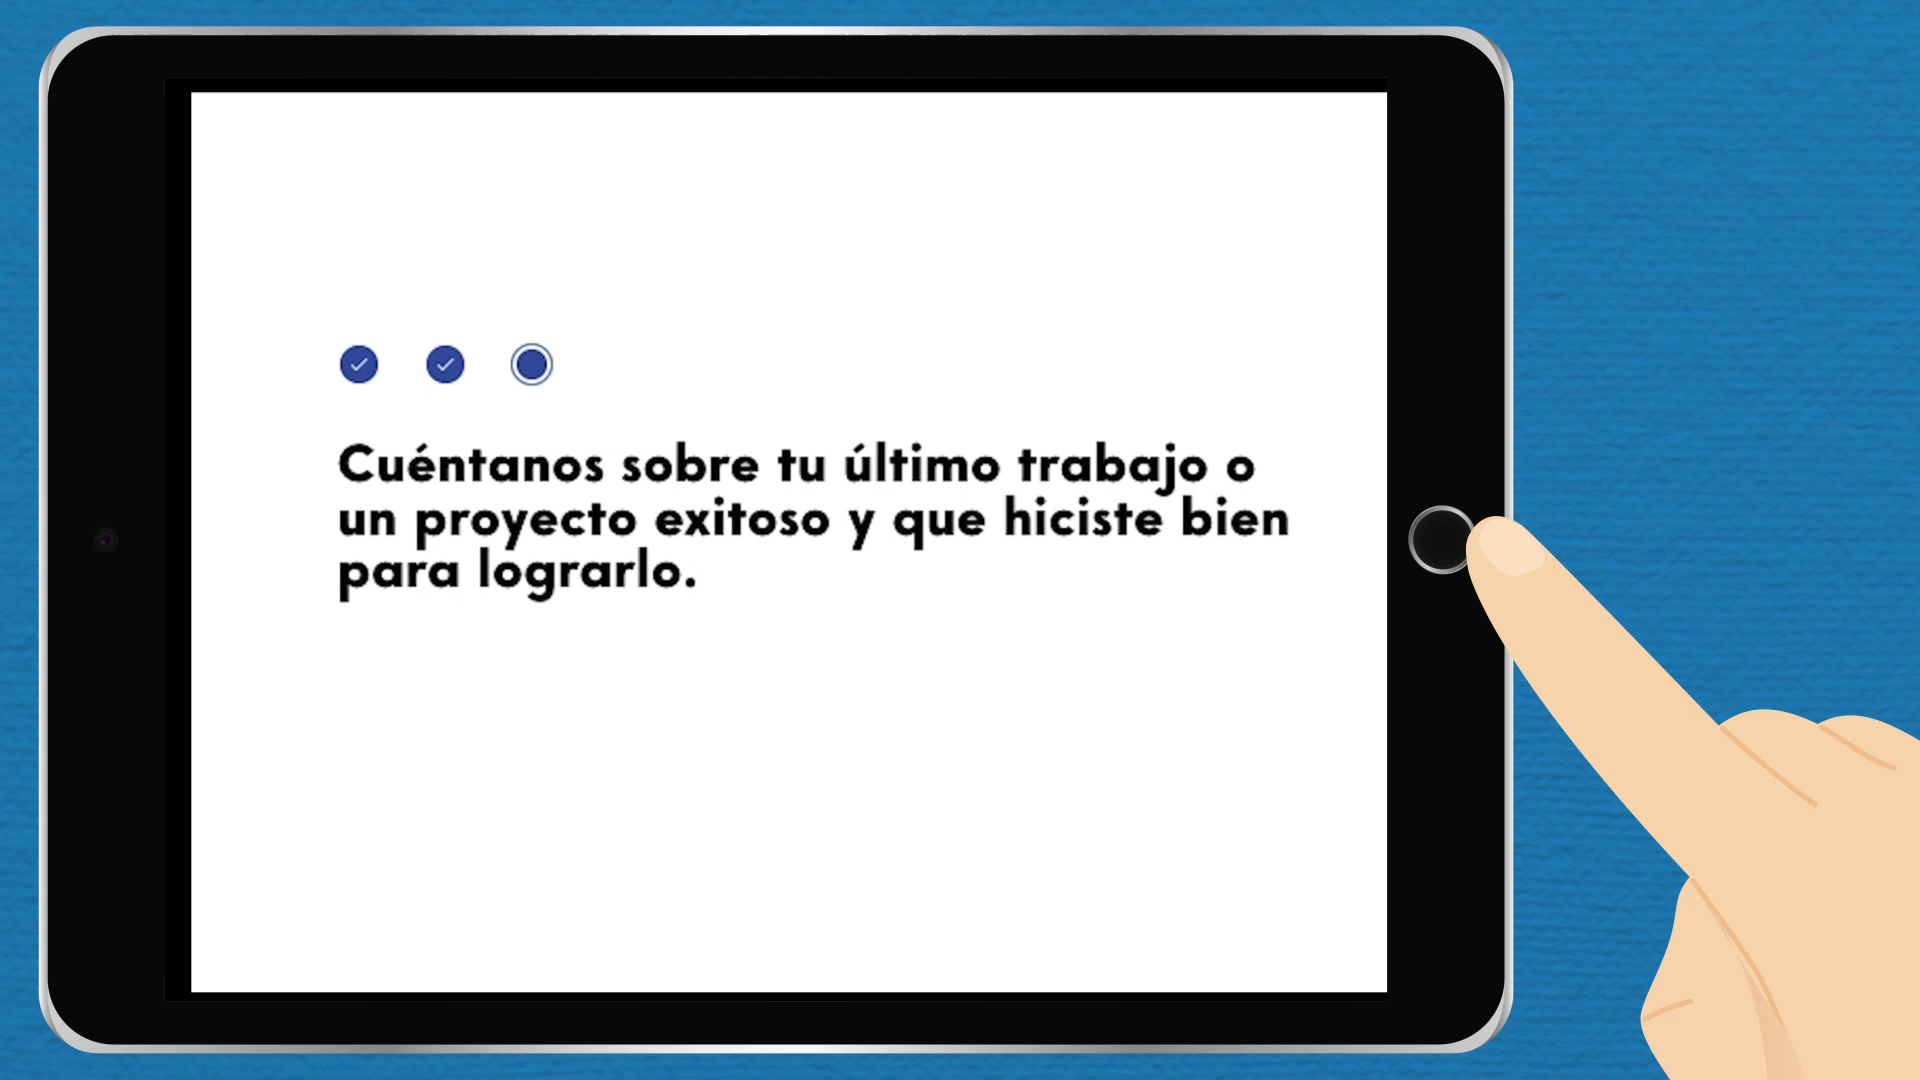 Cuéntanos sobre tu último trabajo o
un proyecto exitoso y que hiciste bien
para lograrlo.